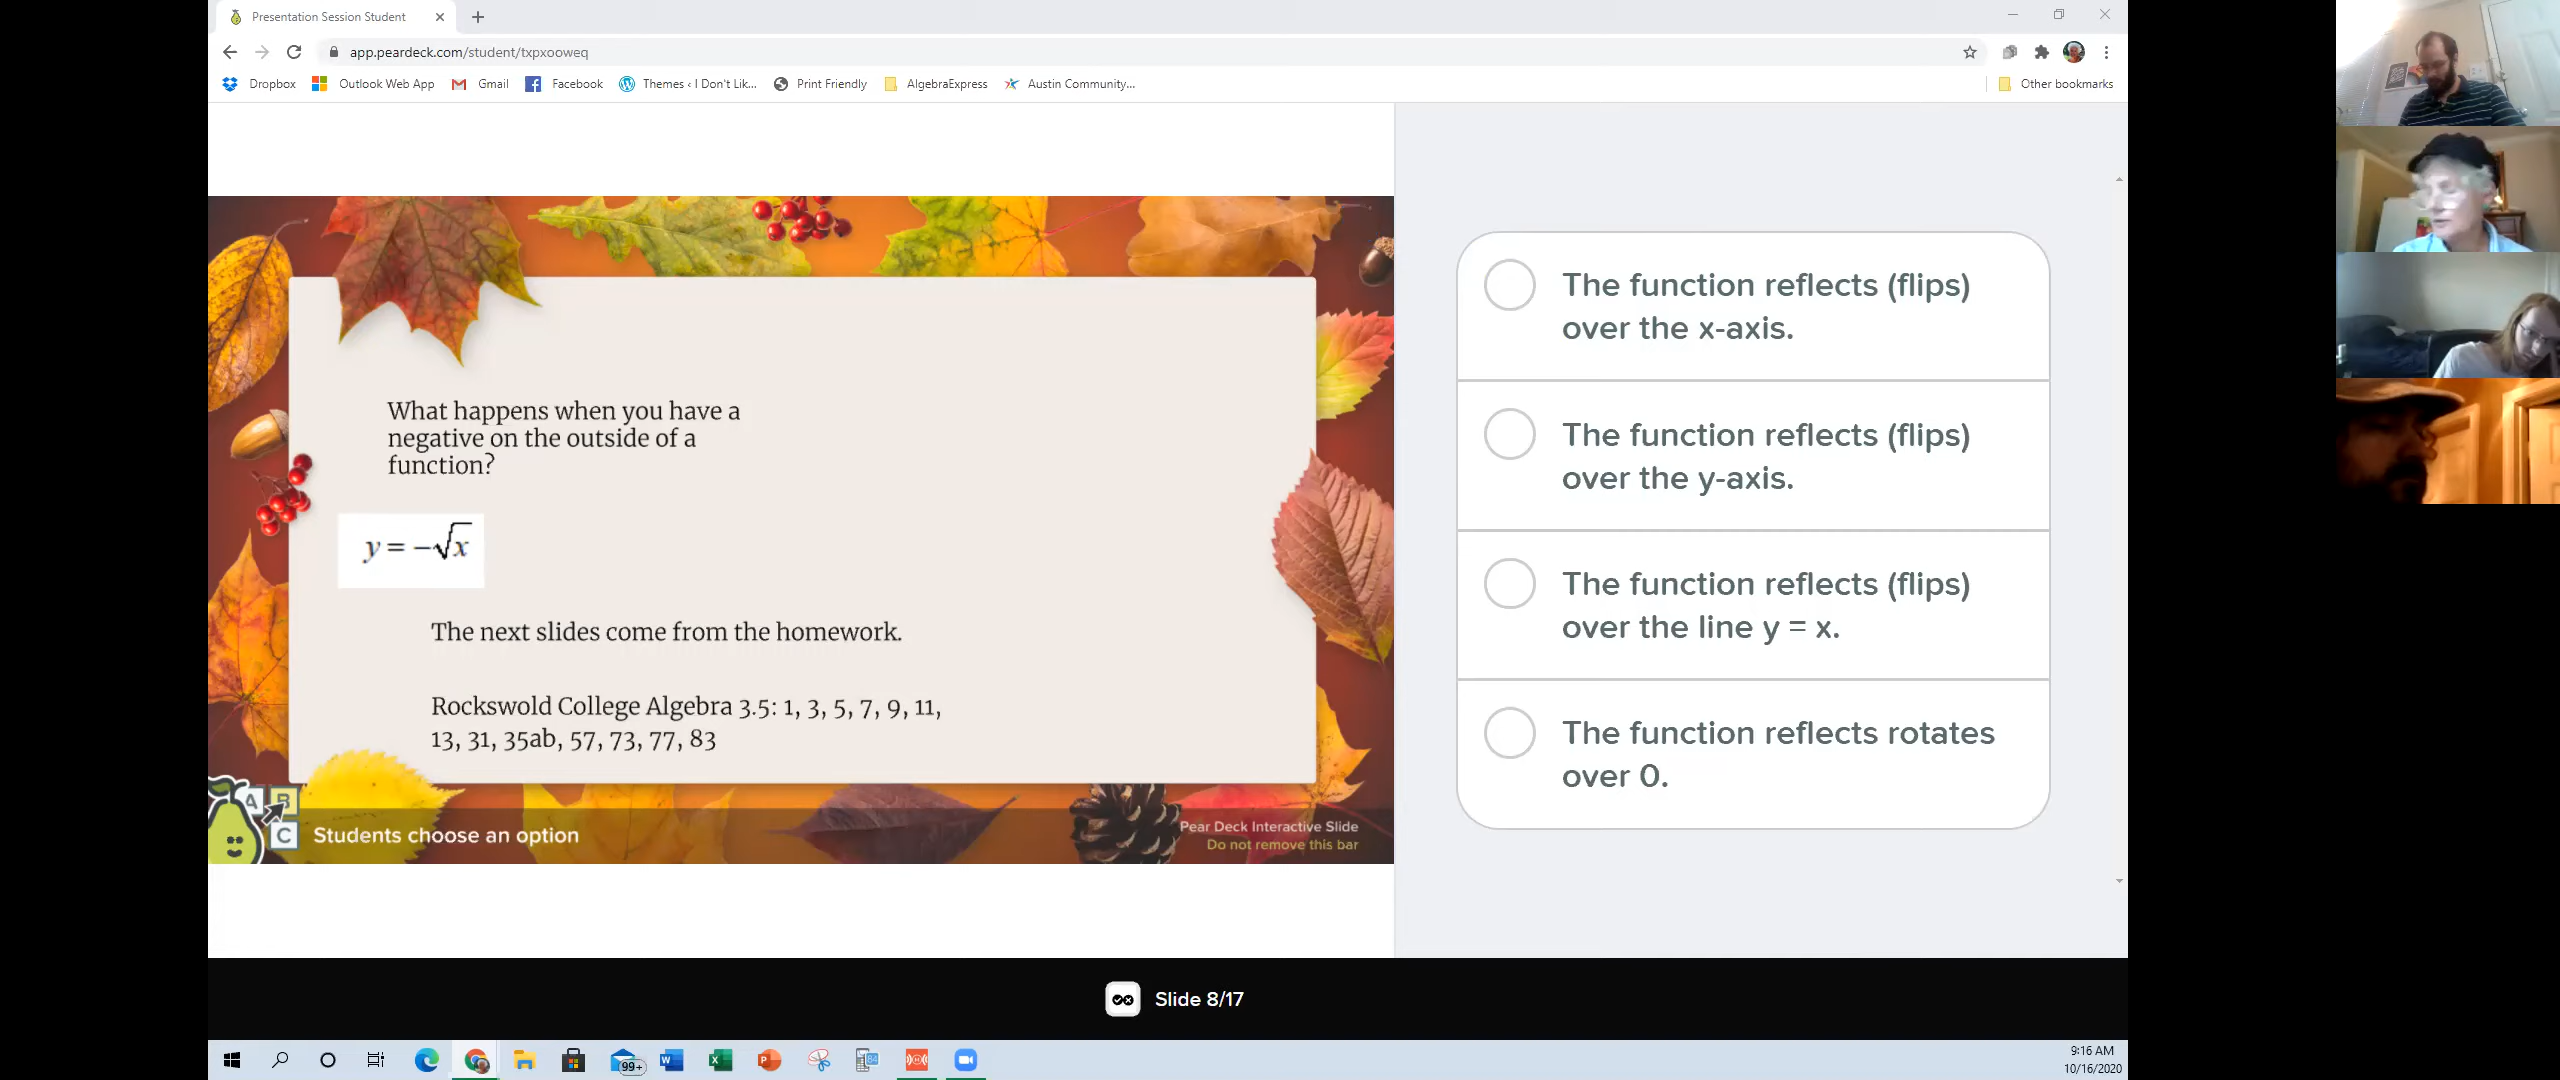 Presentation Session Student
app.peardeck.com/student/txpxooweq
Dropbox Outlook Web App Gmail Facebook Themes ‹ I Don't Lik... Print Friendly AlgebraExpress Austin Community... Other bookmarks
What happens when you have a
negative on the outside of a
function?
y = −√x
The next slides come from the homework.
Rockswold College Algebra 3.5: 1, 3, 5, 7, 9, 11,
13, 31, 35ab, 57, 73, 77, 83
A B
C
Students choose an option
Pear Deck Interactive Slide
Do not remove this bar
The function reflects (flips)
over the x-axis.
The function reflects (flips)
over the y-axis.
The function reflects (flips)
over the line y = x.
The function reflects rotates
over 0.
Slide 8/17
99+
9:16 AM
10/16/2020